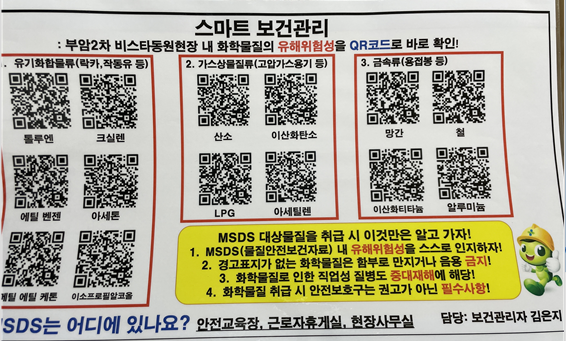 스마트 보건관리
: 부암2차 비스타동원현장 내 화학물질의 유해위험성을 QR코드로 바로 확인!
. 유기화합물류(락카,작동유 등)
톨루엔 크실렌
에틸 벤젠 아세톤
메틸 에틸 케톤 이소프로필알코올
2. 가스상물질류(고압가스용기 등)
산소 이산화탄소
LPG 아세틸렌
3. 금속류(용접봉 등)
망간 철
이산화티타늄 알루미늄
MSDS 대상물질을 취급 시 이것만은 알고 가자!
1. MSDS(물질안전보건자료) 내 유해위험성을 스스로 인지하자!
2. 경고표지가 없는 화학물질은 함부로 만지거나 음용 금지!
3. 화학물질로 인한 직업성 질병도 중대재해에 해당!
4. 화학물질 취급 시 안전보호구는 권고가 아닌 필수사항!
MSDS는 어디에 있나요? 안전교육장, 근로자휴게실, 현장사무실
담당: 보건관리자 김은지